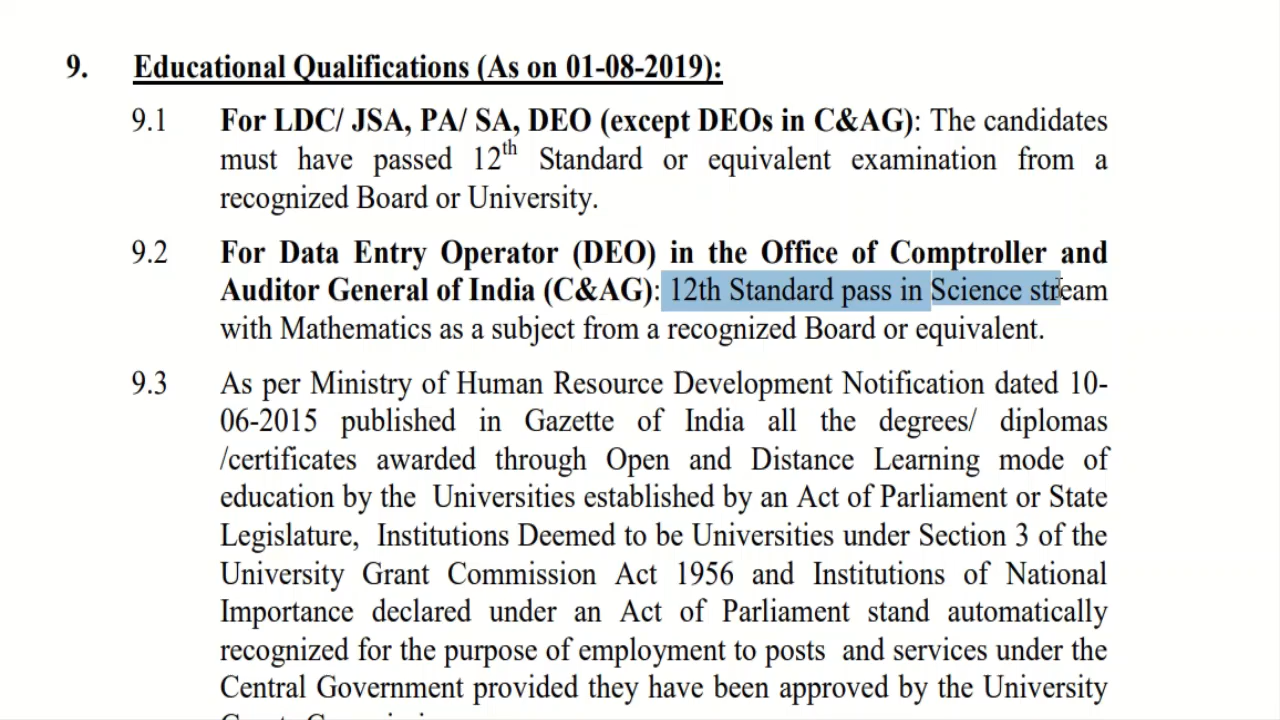 9. Educational Qualifications (As on 01-08-2019):
9.1 For LDC/ JSA, PA/ SA, DEO (except DEOs in C&AG): The candidates
must have passed 12th Standard or equivalent examination from a
recognized Board or University.
9.2 For Data Entry Operator (DEO) in the Office of Comptroller and
Auditor General of India (C&AG): 12th Standard pass in Science stream
with Mathematics as a subject from a recognized Board or equivalent.
9.3 As per Ministry of Human Resource Development Notification dated 10-
06-2015 published in Gazette of India all the degrees/ diplomas
/certificates awarded through Open and Distance Learning mode of
education by the Universities established by an Act of Parliament or State
Legislature, Institutions Deemed to be Universities under Section 3 of the
University Grant Commission Act 1956 and Institutions of National
Importance declared under an Act of Parliament stand automatically
recognized for the purpose of employment to posts and services under the
Central Government provided they have been approved by the University